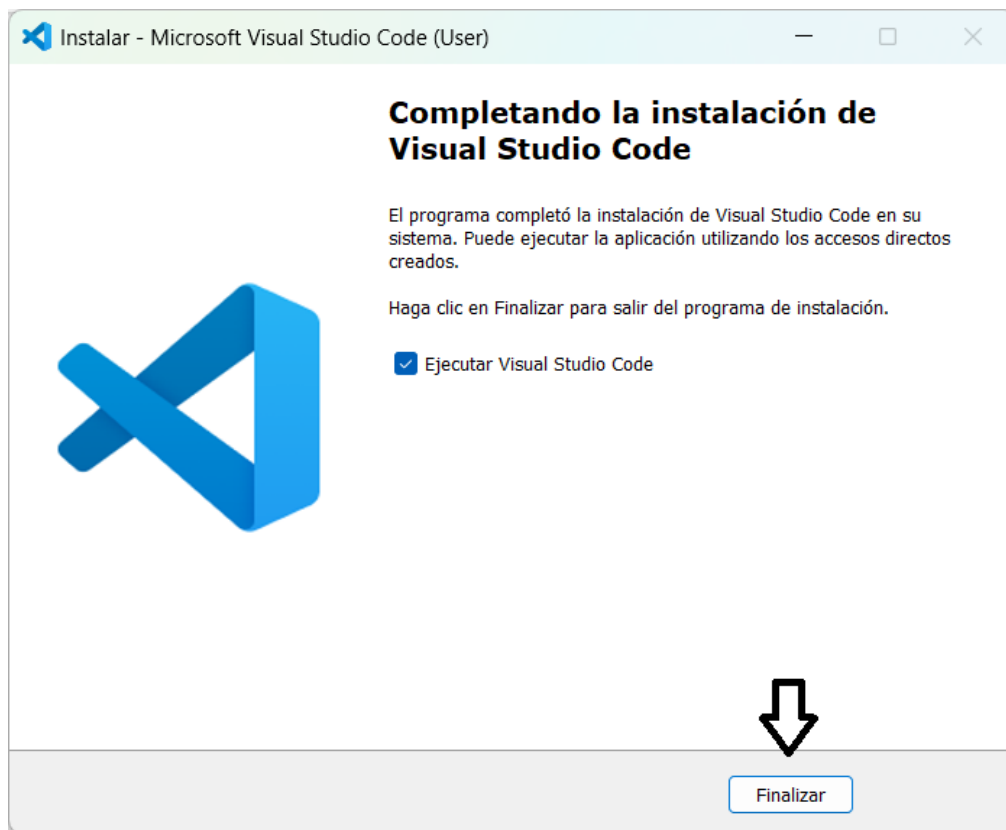 Instalar - Microsoft Visual Studio Code (User)
Completando la instalación de
Visual Studio Code
El programa completó la instalación de Visual Studio Code en su
sistema. Puede ejecutar la aplicación utilizando los accesos directos
creados.
Haga clic en Finalizar para salir del programa de instalación.
Ejecutar Visual Studio Code
Finalizar